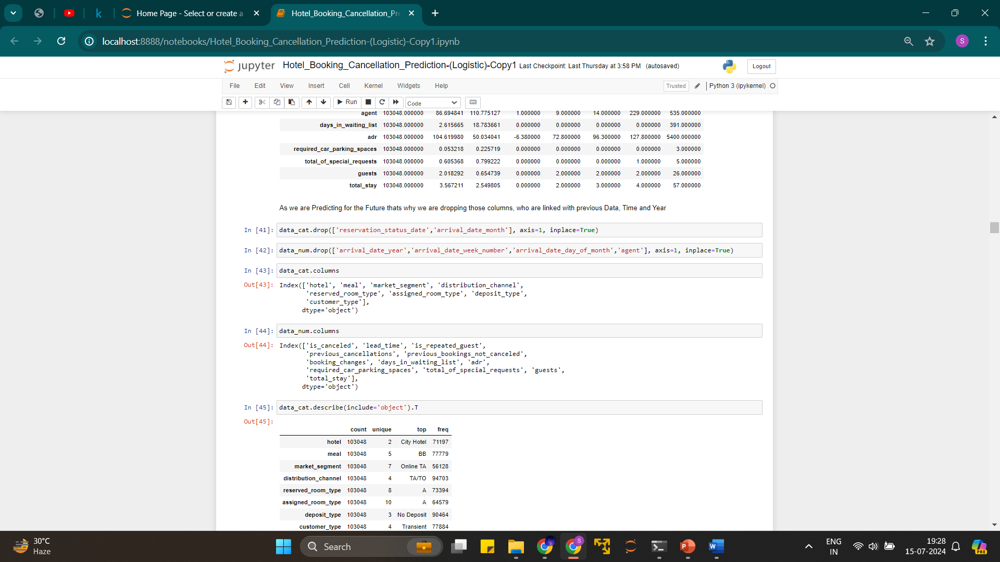 Home Page - Select or create a
Hotel_Booking_Cancellation_Pre
localhost:8888/notebooks/Hotel_Booking_Cancellation_Prediction-(Logistic)-Copy1.ipynb
S
jupyter Hotel_Booking_Cancellation_Prediction-(Logistic)-Copy1 Last Checkpoint: Last Thursday at 3:58 PM (autosaved)
Logout
File Edit View Insert Cell Kernel Widgets Help
Trusted
Python 3 (ipykernel)
Run
Code
agent 103048.000000 86.694841 110.775127 1.000000 9.000000 14.000000 229.000000 535.000000
days_in_waiting_list 103048.000000 2.615665 18.783661 0.000000 0.000000 0.000000 0.000000 391.000000
adr 103048.000000 104.619980 50.034041 -6.380000 72.800000 96.300000 127.800000 5400.000000
required_car_parking_spaces 103048.000000 0.053218 0.225719 0.000000 0.000000 0.000000 0.000000 3.000000
total_of_special_requests 103048.000000 0.605368 0.799222 0.000000 0.000000 0.000000 1.000000 5.000000
guests 103048.000000 2.018292 0.654739 0.000000 2.000000 2.000000 2.000000 26.000000
total_stay 103048.000000 3.567211 2.549805 0.000000 2.000000 3.000000 4.000000 57.000000
As we are Predicting for the Future thats why we are dropping those columns, who are linked with previous Data, Time and Year
In [41]: data_cat.drop(['reservation_status_date','arrival_date_month'], axis=1, inplace=True)
In [42]: data_num.drop(['arrival_date_year','arrival_date_week_number','arrival_date_day_of_month','agent'], axis=1, inplace=True)
In [43]: data_cat.columns
Out[43]: Index(['hotel', 'meal', 'market_segment', 'distribution_channel',
'reserved_room_type', 'assigned_room_type', 'deposit_type',
'customer_type'],
dtype='object')
In [44]: data_num.columns
Out[44]: Index(['is_canceled', 'lead_time', 'is_repeated_guest',
'previous_cancellations', 'previous_bookings_not_canceled',
'booking_changes', 'days_in_waiting_list', 'adr',
'required_car_parking_spaces', 'total_of_special_requests', 'guests',
'total_stay'],
dtype='object')
In [45]: data_cat.describe(include='object').T
Out[45]:
count unique top freq
hotel 103048 2 City Hotel 71197
meal 103048 5 BB 77779
market_segment 103048 7 Online TA 56128
distribution_channel 103048 4 TA/TO 94703
reserved_room_type 103048 8 A 73394
assigned_room_type 103048 10 A 64579
deposit_type 103048 3 No Deposit 90464
customer_type 103048 4 Transient 77884
30°C
Haze
Search
S
P
W
ENG
IN
19:28
15-07-2024
PRE